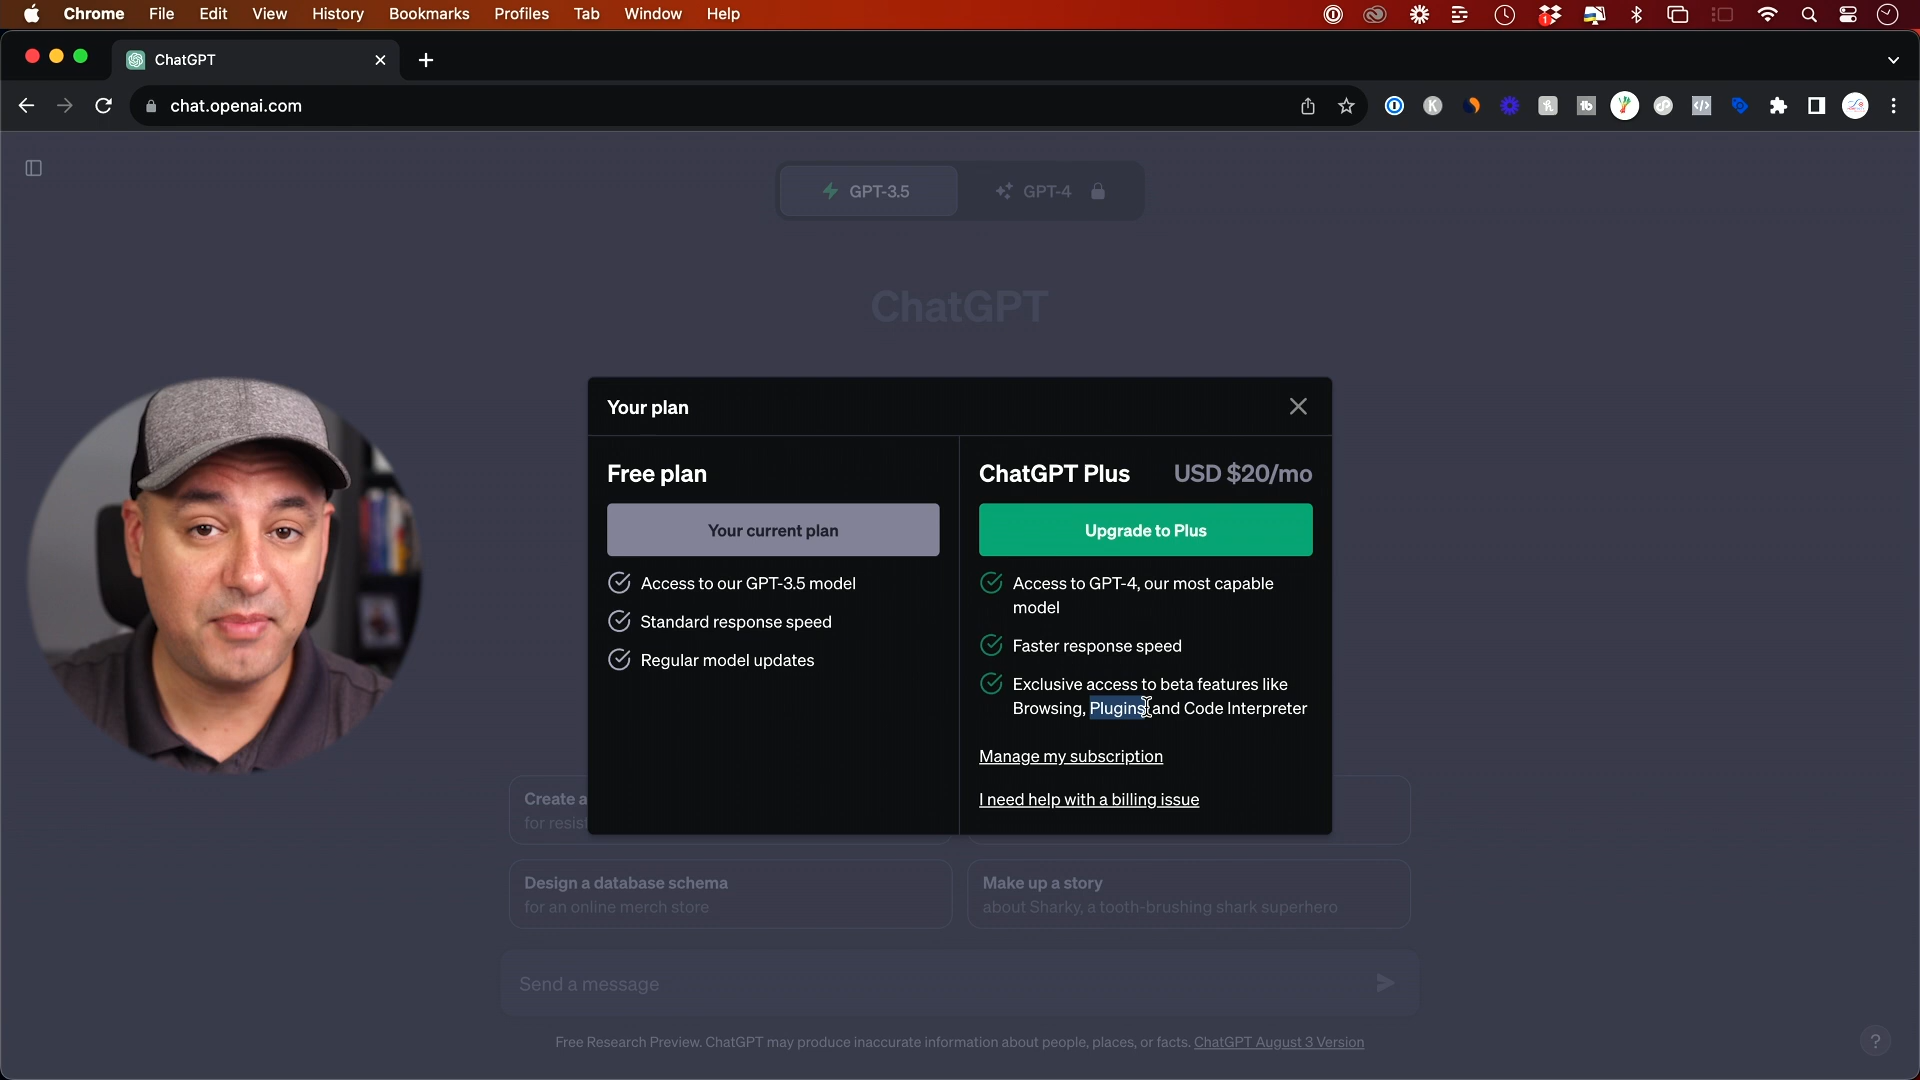 Chrome File Edit View History Bookmarks Profiles Tab Window Help
ChatGPT
chat.openai.com
GPT-3.5 GPT-4
ChatGPT
Your plan
Free plan
Your current plan
Access to our GPT-3.5 model
Standard response speed
Regular model updates
ChatGPT Plus USD $20/mo
Upgrade to Plus
Access to GPT-4, our most capable
model
Faster response speed
Exclusive access to beta features like
Browsing, Plugins and Code Interpreter
Manage my subscription
I need help with a billing issue
Create a
for resis
Design a database schema
for an online merch store
Make up a story
about Sharky, a tooth-brushing shark superhero
Send a message
Free Research Preview. ChatGPT may produce inaccurate information about people, places, or facts. ChatGPT August 3 Version
?